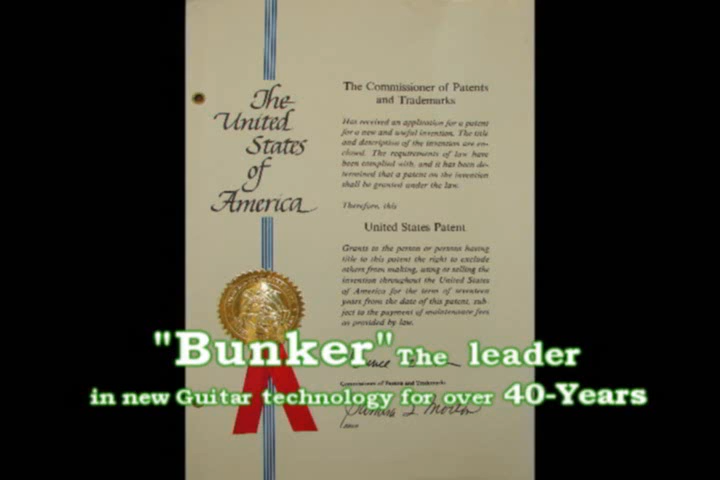 The
United
States
of
America
The Commissioner of Patents
and Trademarks
Has received an application for a patent
for a new and useful invention. The title
and description of the invention are en-
closed. The requirements of law have
been complied with, and it has been de-
termined that a patent on the invention
shall be granted under the law.
Therefore, this
United States Patent
Grants to the person or persons having
title to this patent the right to exclude
others from making, using or selling the
invention throughout the United States
of America for the term of seventeen
years from the date of this patent, sub-
ject to the payment of maintenance fees
as provided by law.
"Bunker" The leader
Commissioner of Patents and Trademarks
in new Guitar technology for over 40-Years